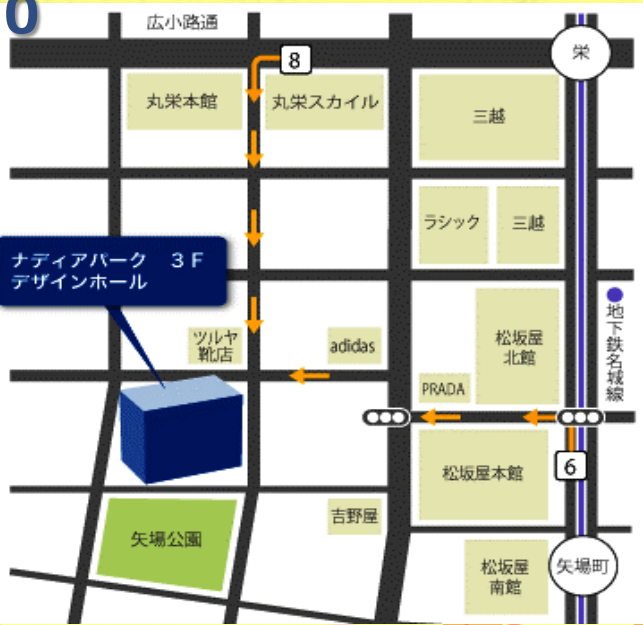 0
広小路通
栄
8
丸栄本館
丸栄スカイル
三越
ラシック
三越
ナディアパーク　3F
デザインホール
地下鉄名城線
ツルヤ
靴店
adidas
松坂屋
北館
PRADA
松坂屋本館
6
吉野屋
矢場公園
松坂屋
南館
矢場町